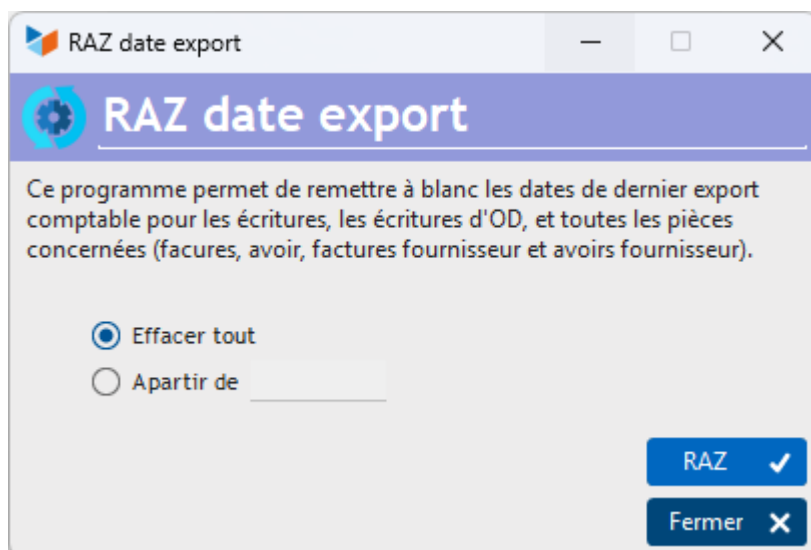 RAZ date export
RAZ date export
Ce programme permet de remettre à blanc les dates de dernier export
comptable pour les écritures, les écritures d'OD, et toutes les pièces
concernées (facures, avoir, factures fournisseur et avoirs fournisseur).
Effacer tout
Apartir de
RAZ
Fermer